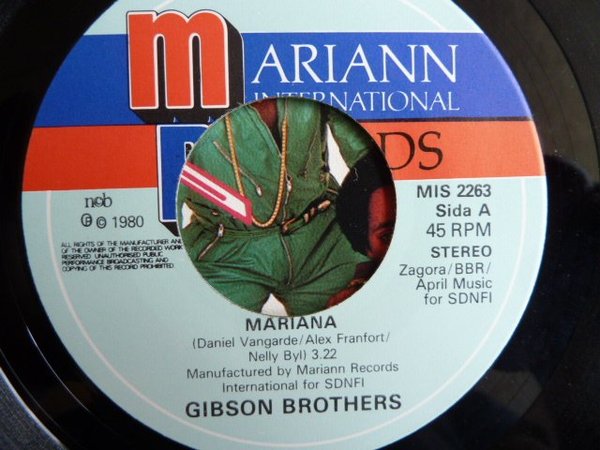 MARIANN
INTERNATIONAL
DS
MIS 2263
Sida A
45 RPM
STEREO
Zagora/BBR/
April Music
for SDNFI
ncb
Ⓟ © 1980
ALL RIGHTS OF THE MANUFACTURER AND
OF THE OWNER OF THE RECORDED WORK
RESERVED UNAUTHORISED PUBLIC
PERFORMANCE BROADCASTING AND
COPYING OF THIS RECORD PROHIBITED
MARIANA
(Daniel Vangarde/Alex Franfort/
Nelly Byl) 3.22
Manufactured by Mariann Records
International for SDNFI
GIBSON BROTHERS